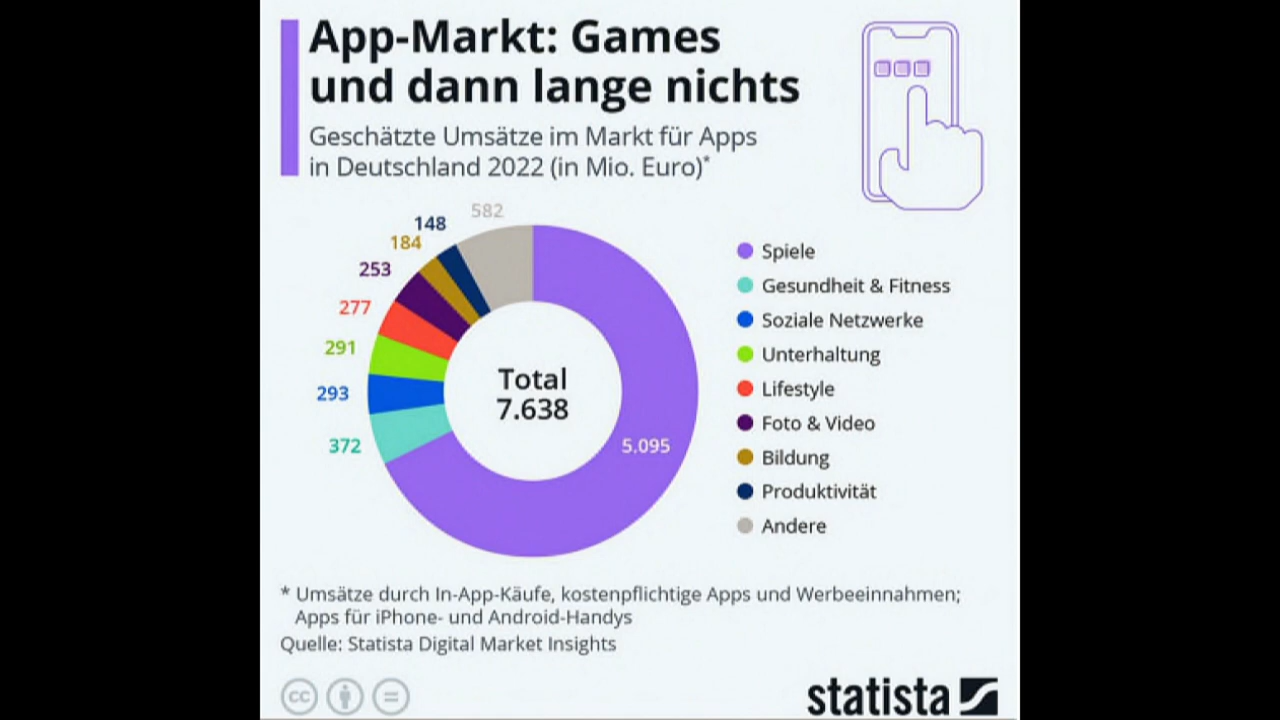 App-Markt: Games
und dann lange nichts
Geschätzte Umsätze im Markt für Apps
in Deutschland 2022 (in Mio. Euro)*
582
148
184
253
277
291
293
372
Total
7.638
5.095
Spiele
Gesundheit & Fitness
Soziale Netzwerke
Unterhaltung
Lifestyle
Foto & Video
Bildung
Produktivität
Andere
* Umsätze durch In-App-Käufe, kostenpflichtige Apps und Werbeeinnahmen;
Apps für iPhone- und Android-Handys
Quelle: Statista Digital Market Insights
cc
statista